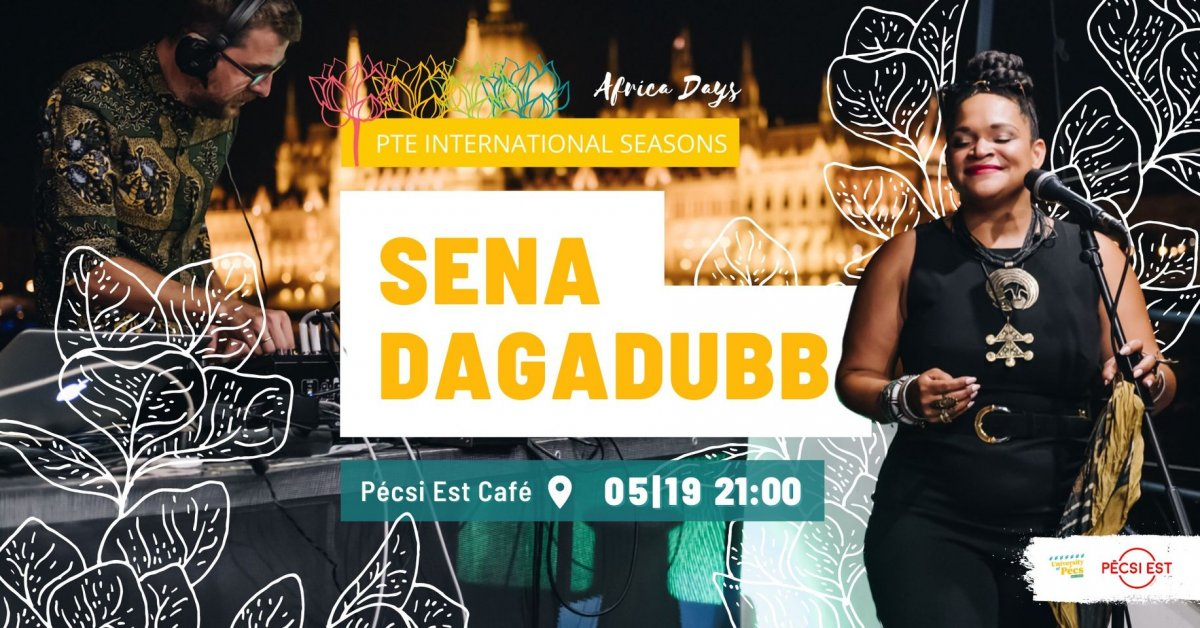 Africa Days
PTE INTERNATIONAL SEASONS
SENA
DAGADUBB
Pécsi Est Café 05|19 21:00
University
of Pécs
PÉCSI EST